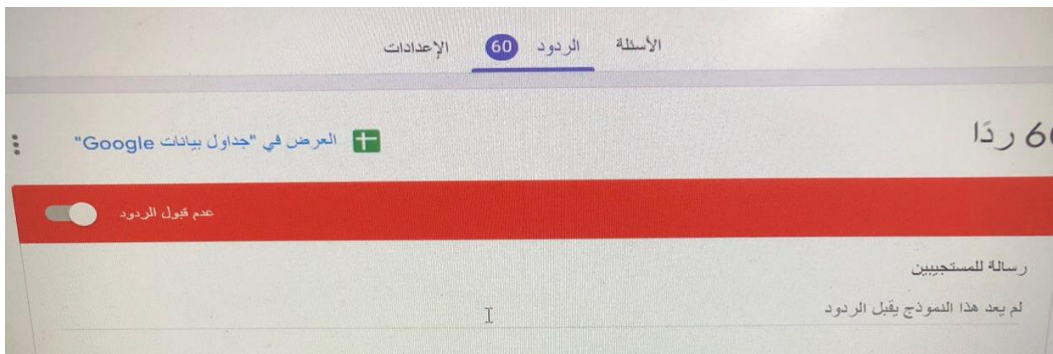 الأسئلة الردود 60 الإعدادات
60 ردًا
العرض في "جداول بيانات Google"
عدم قبول الردود
رسالة للمستجيبين
لم يعد هذا النموذج يقبل الردود